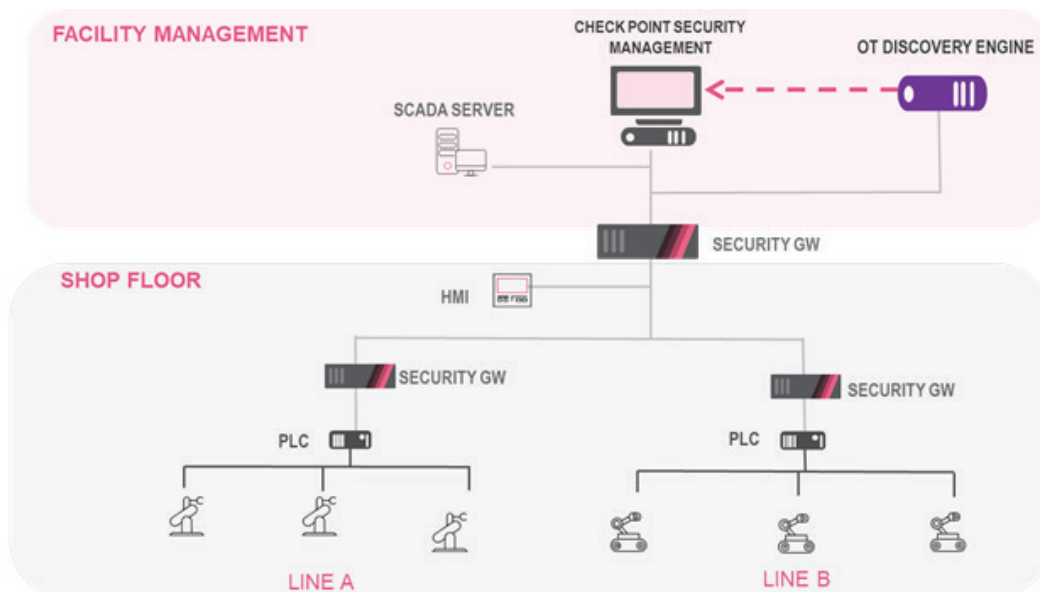 FACILITY MANAGEMENT
CHECK POINT SECURITY
MANAGEMENT
OT DISCOVERY ENGINE
SCADA SERVER
SECURITY GW
SHOP FLOOR
HMI
SECURITY GW
SECURITY GW
PLC
PLC
LINE A
LINE B